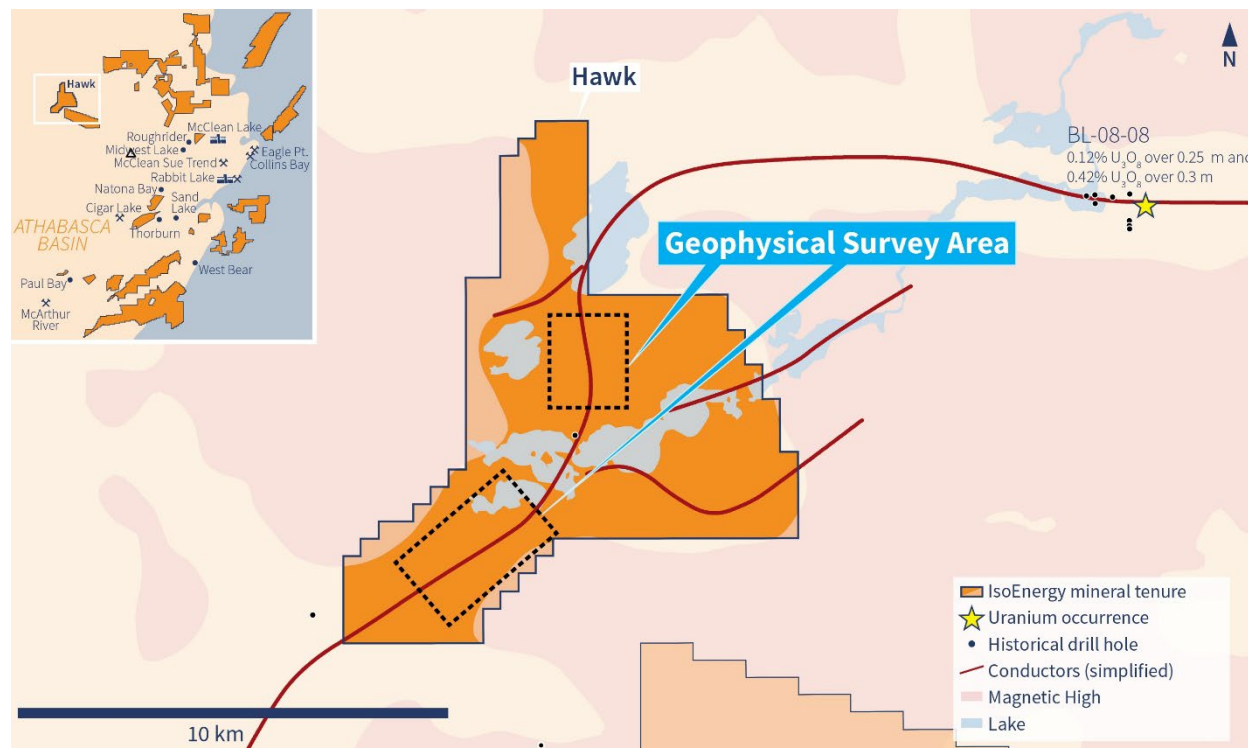 Hawk
McClean Lake
Roughrider
Midwest Lake
McClean Sue Trend
Eagle Pt.
Collins Bay
Rabbit Lake
Natona Bay
Sand
Lake
Cigar Lake
Thorburn
ATHABASCA
BASIN
West Bear
Paul Bay
McArthur
River
Hawk
N
BL-08-08
0.12% U₃O₈ over 0.25 m and
0.42% U₃O₈ over 0.3 m
Geophysical Survey Area
IsoEnergy mineral tenure
Uranium occurrence
Historical drill hole
Conductors (simplified)
Magnetic High
Lake
10 km